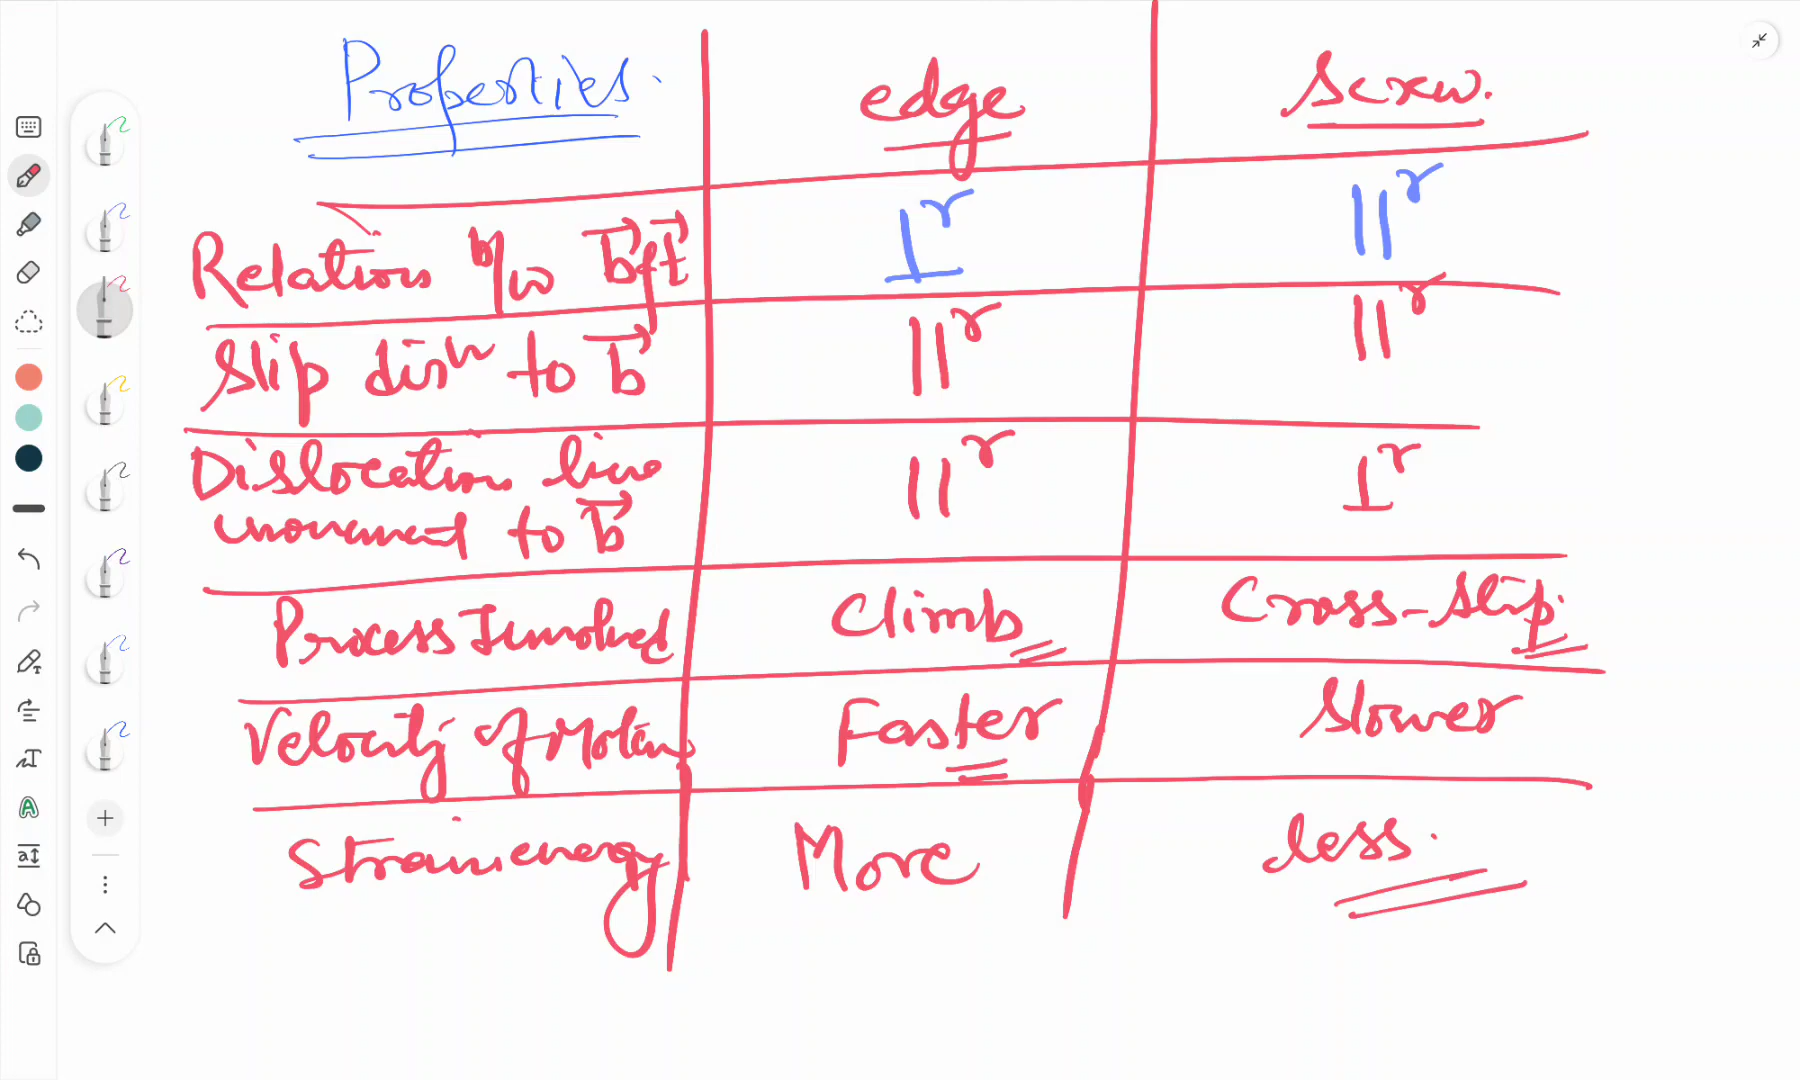 Properties. edge Screw.
Relation b/w b⃗ & t⃗ ⊥r ||r
Slip dirn to b⃗ ||r ||r
Dislocation line ||r ⊥r
movement to b⃗
Process Involved Climb Cross-Slip.
Velocity of Motion Faster Slower
Strain energy More less.